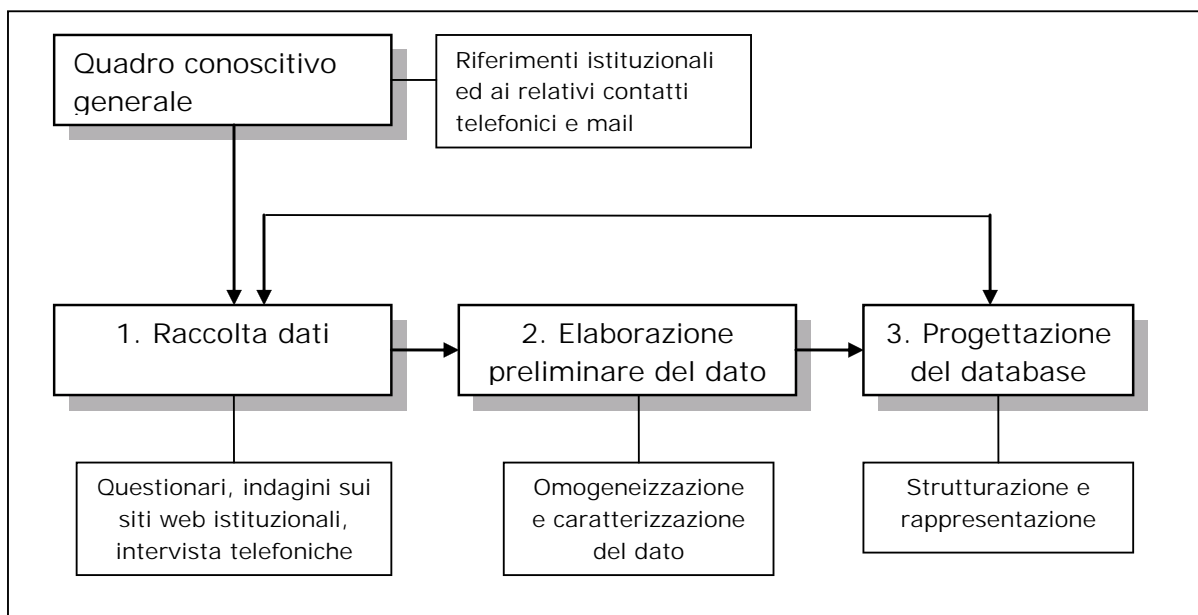 Quadro conoscitivo
generale
Riferimenti istituzionali
ed ai relativi contatti
telefonici e mail
1. Raccolta dati
2. Elaborazione
preliminare del dato
3. Progettazione
del database
Questionari, indagini sui
siti web istituzionali,
intervista telefoniche
Omogeneizzazione
e caratterizzazione
del dato
Strutturazione e
rappresentazione